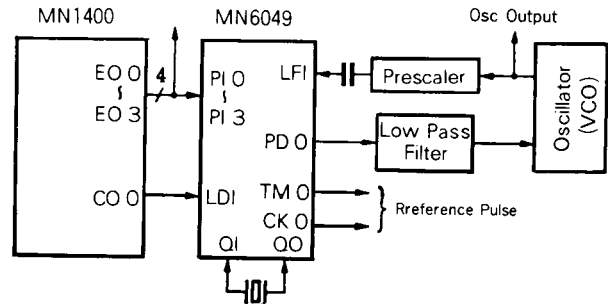 MN1400
MN6049
Osc Output
EO 0
∫
EO 3
4
PI 0
∫
PI 3
LFI
Prescaler
Oscillator
(VCO)
PD 0
Low Pass
Filter
CO 0
LDI
TM 0
CK 0
Rreference Pulse
QI
QO